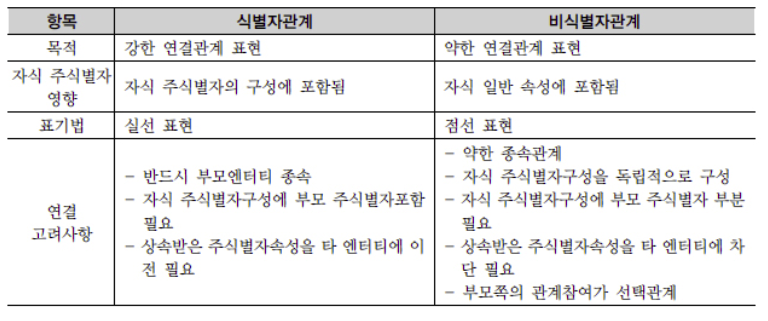 항목 식별자관계 비식별자관계
목적 강한 연결관계 표현 약한 연결관계 표현
자식 주식별자
영향 자식 주식별자의 구성에 포함됨 자식 일반 속성에 포함됨
표기법 실선 표현 점선 표현
연결
고려사항
- 반드시 부모엔터티 종속
- 자식 주식별자구성에 부모 주식별자포함
필요
- 상속받은 주식별자속성을 타 엔터티에 이
전 필요
- 약한 종속관계
- 자식 주식별자구성을 독립적으로 구성
- 자식 주식별자구성에 부모 주식별자 부분
필요
- 상속받은 주식별자속성을 타 엔터티에 차
단 필요
- 부모쪽의 관계참여가 선택관계